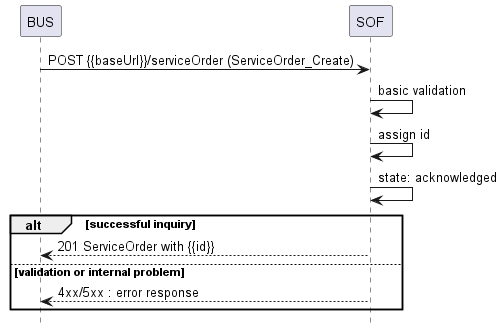 BUS SOF
POST {{baseUrl}}/serviceOrder (ServiceOrder_Create)
basic validation
assign id
state: acknowledged
alt [successful inquiry]
201 ServiceOrder with {{id}}
[validation or internal problem]
4xx/5xx : error response